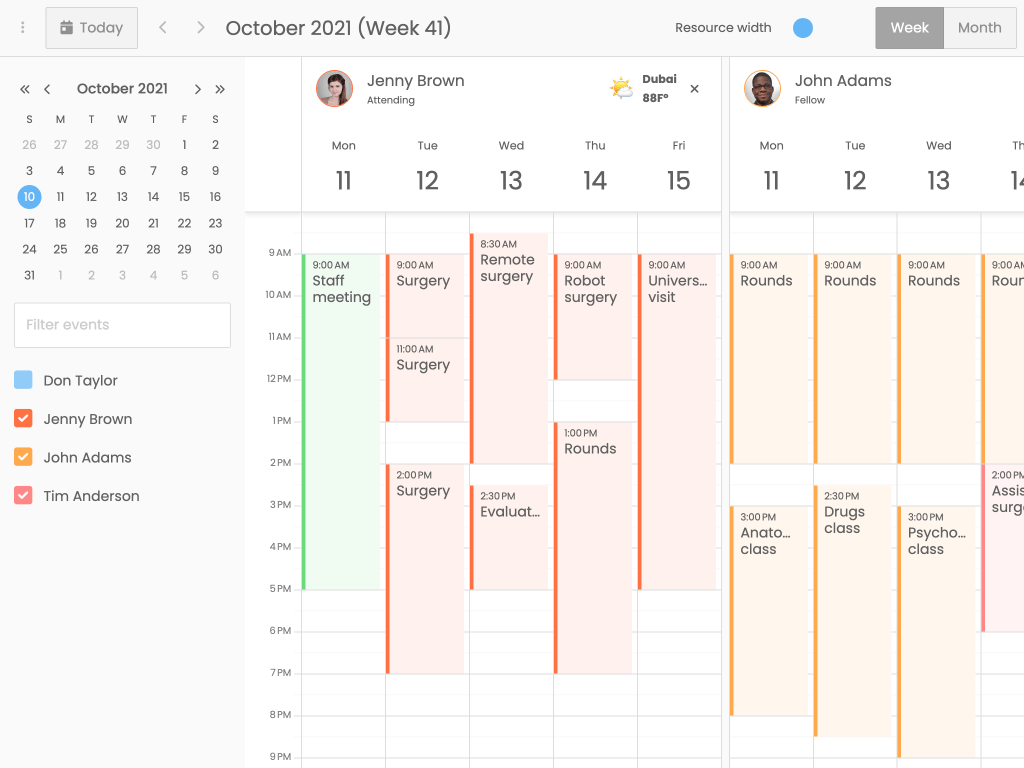 Today
October 2021 (Week 41)
Resource width
Week
Month
October 2021
S M T W T F S
26 27 28 29 30 1 2
3 4 5 6 7 8 9
10 11 12 13 14 15 16
17 18 19 20 21 22 23
24 25 26 27 28 29 30
31 1 2 3 4 5 6
Filter events
Don Taylor
Jenny Brown
John Adams
Tim Anderson
Jenny Brown
Attending
Dubai
88F°
Mon Tue Wed Thu Fri
11 12 13 14 15
John Adams
Fellow
Mon Tue Wed Th
11 12 13 14
9 AM
10 AM
11 AM
12 PM
1 PM
2 PM
3 PM
4 PM
5 PM
6 PM
7 PM
8 PM
9 PM
9:00 AM
Staff
meeting
9:00 AM
Surgery
11:00 AM
Surgery
2:00 PM
Surgery
8:30 AM
Remote
surgery
2:30 PM
Evaluat...
9:00 AM
Robot
surgery
1:00 PM
Rounds
9:00 AM
Univers...
visit
9:00 AM
Rounds
3:00 PM
Anato...
class
9:00 AM
Rounds
2:30 PM
Drugs
class
9:00 AM
Rounds
3:00 PM
Psycho...
class
9:00 AM
Roun
2:00 PM
Assis
surge